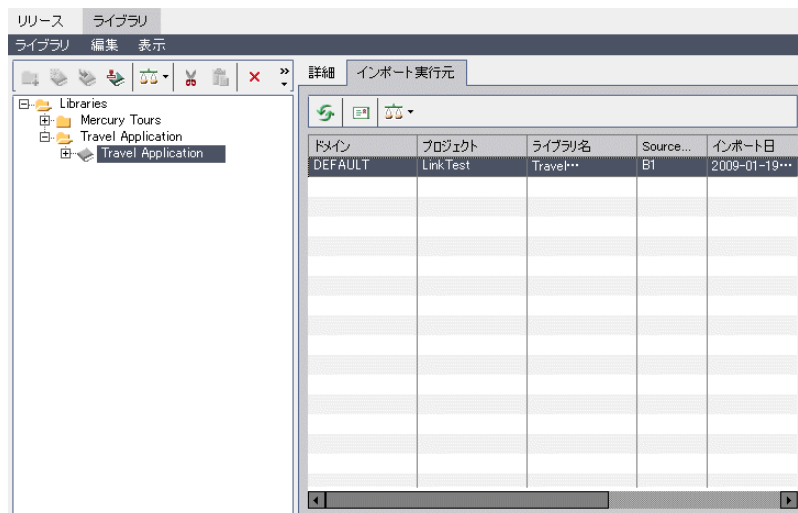 リリース ライブラリ
ライブラリ 編集 表示
Libraries
Mercury Tours
Travel Application
Travel Application
詳細 インポート実行元
ドメイン プロジェクト ライブラリ名 Source... インポート日
DEFAULT LinkTest Travel… B1 2009-01-19…